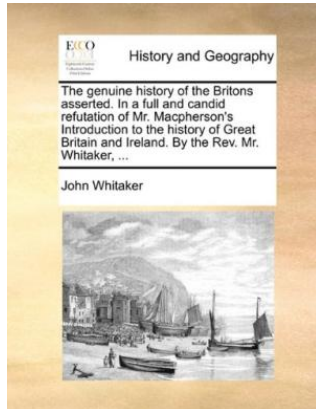 ECCO
History and Geography
The genuine history of the Britons
asserted. In a full and candid
refutation of Mr. Macpherson's
Introduction to the history of Great
Britain and Ireland. By the Rev. Mr.
Whitaker, ...
John Whitaker